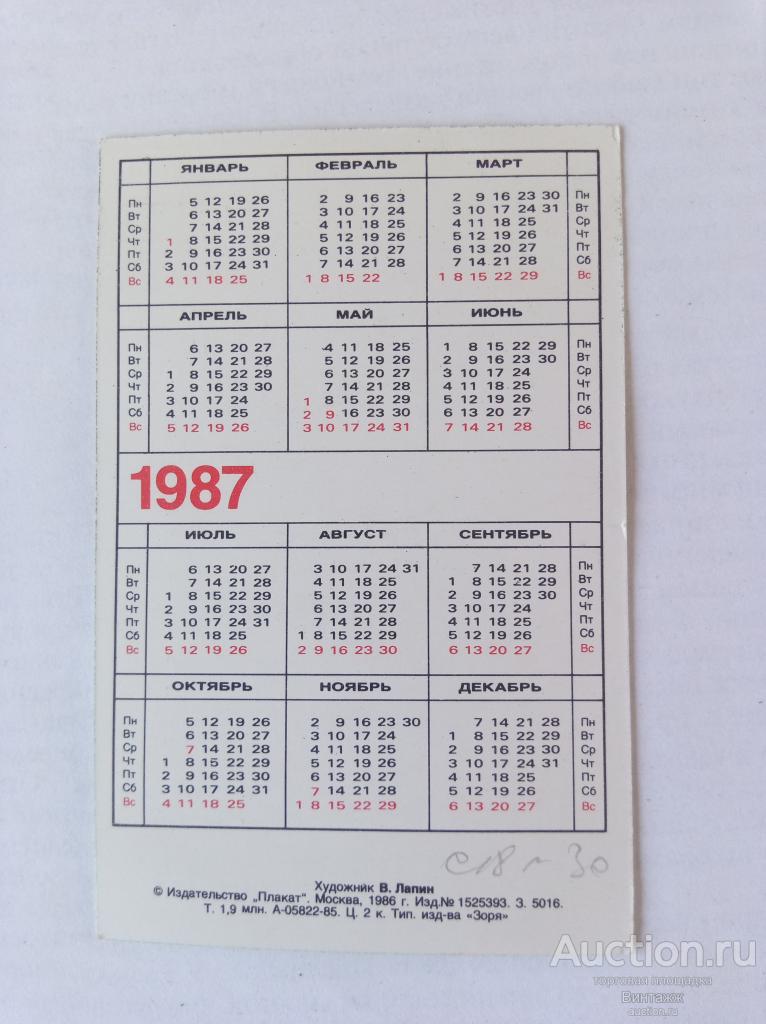 ЯНВАРЬ ФЕВРАЛЬ МАРТ
Пн 5 12 19 26 2 9 16 23 2 9 16 23 30 Пн
Вт 6 13 20 27 3 10 17 24 3 10 17 24 31 Вт
Ср 7 14 21 28 4 11 18 25 4 11 18 25 Ср
Чт 1 8 15 22 29 5 12 19 26 5 12 19 26 Чт
Пт 2 9 16 23 30 6 13 20 27 6 13 20 27 Пт
Сб 3 10 17 24 31 7 14 21 28 7 14 21 28 Сб
Вс 4 11 18 25 1 8 15 22 1 8 15 22 29 Вс
АПРЕЛЬ МАЙ ИЮНЬ
Пн 6 13 20 27 4 11 18 25 1 8 15 22 29 Пн
Вт 7 14 21 28 5 12 19 26 2 9 16 23 30 Вт
Ср 1 8 15 22 29 6 13 20 27 3 10 17 24 Ср
Чт 2 9 16 23 30 7 14 21 28 4 11 18 25 Чт
Пт 3 10 17 24 1 8 15 22 29 5 12 19 26 Пт
Сб 4 11 18 25 2 9 16 23 30 6 13 20 27 Сб
Вс 5 12 19 26 3 10 17 24 31 7 14 21 28 Вс
1987
ИЮЛЬ АВГУСТ СЕНТЯБРЬ
Пн 6 13 20 27 3 10 17 24 31 7 14 21 28 Пн
Вт 7 14 21 28 4 11 18 25 1 8 15 22 29 Вт
Ср 1 8 15 22 29 5 12 19 26 2 9 16 23 30 Ср
Чт 2 9 16 23 30 6 13 20 27 3 10 17 24 Чт
Пт 3 10 17 24 31 7 14 21 28 4 11 18 25 Пт
Сб 4 11 18 25 1 8 15 22 29 5 12 19 26 Сб
Вс 5 12 19 26 2 9 16 23 30 6 13 20 27 Вс
ОКТЯБРЬ НОЯБРЬ ДЕКАБРЬ
Пн 5 12 19 26 2 9 16 23 30 7 14 21 28 Пн
Вт 6 13 20 27 3 10 17 24 1 8 15 22 29 Вт
Ср 7 14 21 28 4 11 18 25 2 9 16 23 30 Ср
Чт 1 8 15 22 29 5 12 19 26 3 10 17 24 31 Чт
Пт 2 9 16 23 30 6 13 20 27 4 11 18 25 Пт
Сб 3 10 17 24 31 7 14 21 28 5 12 19 26 Сб
Вс 4 11 18 25 1 8 15 22 29 6 13 20 27 Вс
Художник В. Лапин
© Издательство „Плакат". Москва, 1986 г. Изд.№ 1525393. З. 5016.
Т. 1,9 млн. А-05822-85. Ц. 2 к. Тип. изд-ва «Зоря»
Auction.ru
торговая площадка
Винтажж
auction.ru